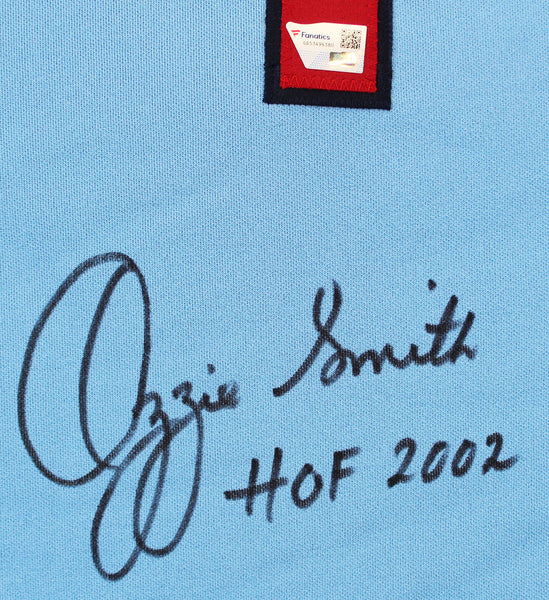 Fanatics
Ozzie Smith
HOF 2002